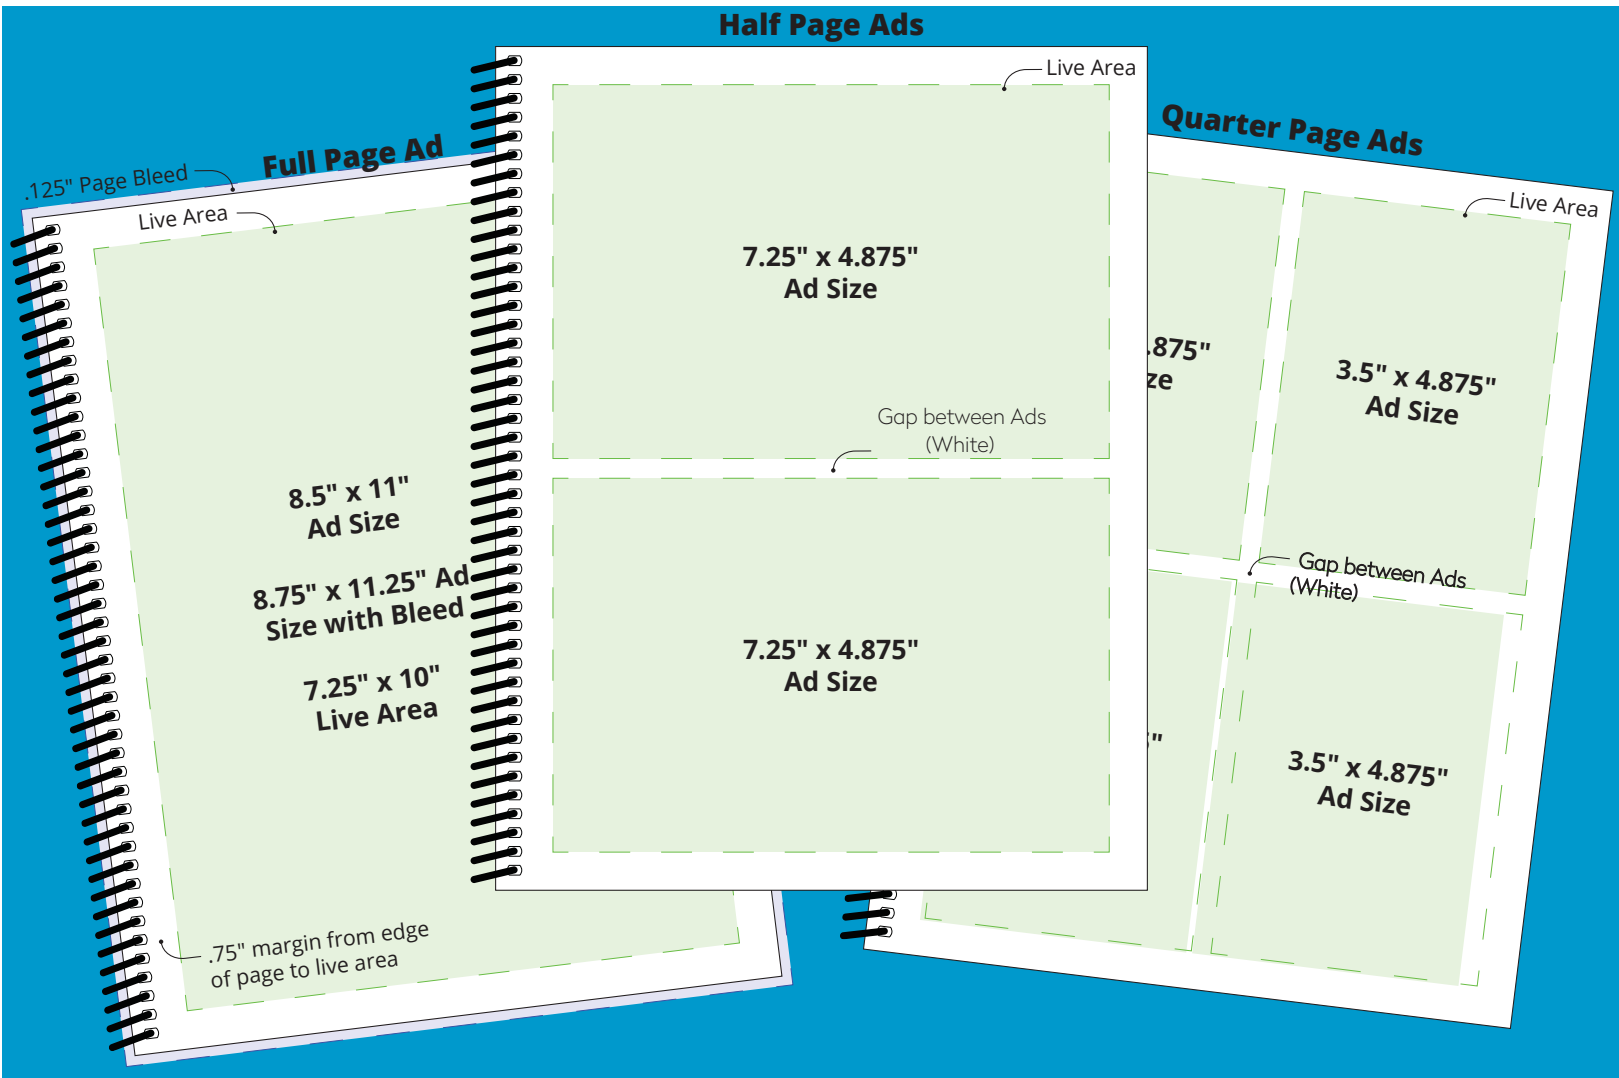 Half Page Ads
Live Area
7.25" x 4.875"
Ad Size
Gap between Ads
(White)
7.25" x 4.875"
Ad Size
Full Page Ad
.125" Page Bleed
Live Area
8.5" x 11"
Ad Size
8.75" x 11.25" Ad
Size with Bleed
7.25" x 10"
Live Area
.75" margin from edge
of page to live area
Quarter Page Ads
Live Area
.875"
ze
3.5" x 4.875"
Ad Size
Gap between Ads
(White)
"
3.5" x 4.875"
Ad Size